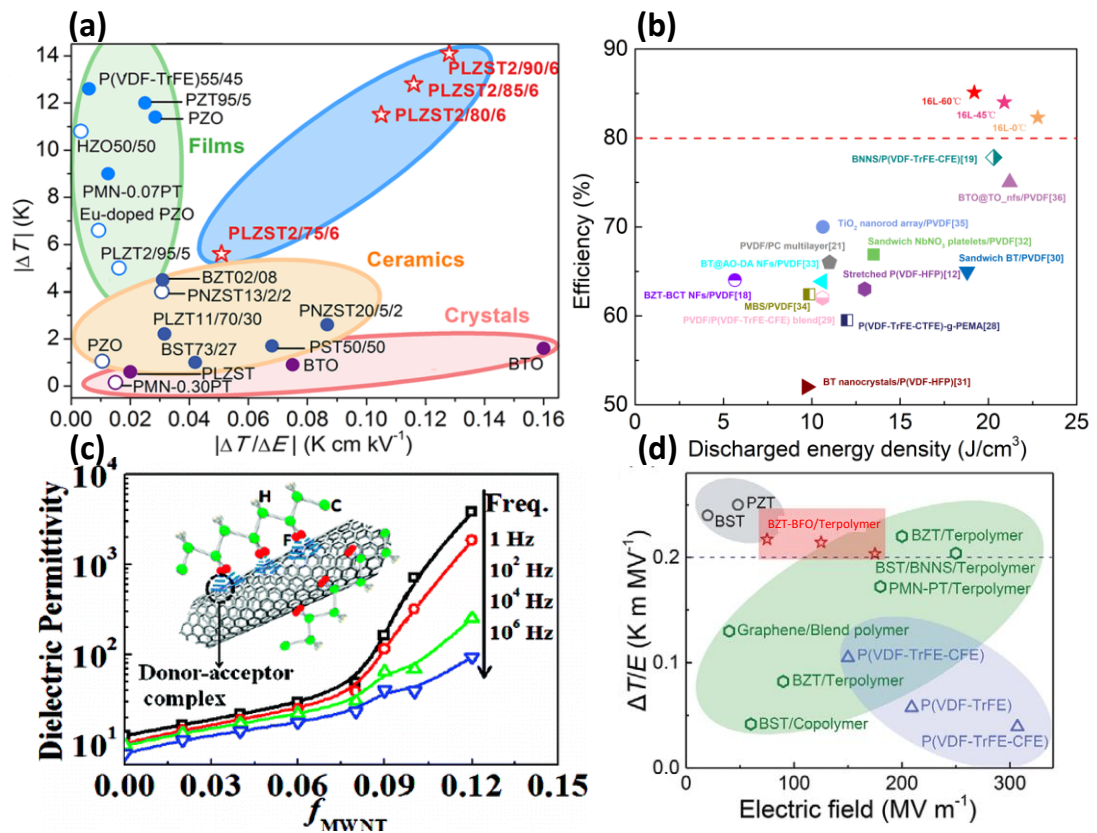 (a)
|ΔT| (K)
14
12
10
8
6
4
2
0
P(VDF-TrFE)55/45
PZT95/5
PZO
HZO50/50
Films
PMN-0.07PT
Eu-doped PZO
PLZT2/95/5
PLZST2/90/6
PLZST2/85/6
PLZST2/80/6
PLZST2/75/6
Ceramics
BZT02/08
PNZST13/2/2
PLZT11/70/30
PNZST20/5/2
Crystals
PZO
BST73/27
PST50/50
PLZST
BTO
BTO
PMN-0.30PT
0.00 0.02 0.04 0.06 0.08 0.10 0.12 0.14 0.16
|ΔT/ΔE| (K cm kV⁻¹)
(b)
Efficiency (%)
90
80
70
60
50
16L-60℃
16L-45℃
16L-0℃
BNNS/P(VDF-TrFE-CFE)[19]
BTO@TO_nfs/PVDF[36]
TiO₂ nanorod array/PVDF[35]
PVDF/PC multilayer[21]
Sandwich NbNO₃ platelets/PVDF[32]
BT@AO-DA NFs/PVDF[33]
Sandwich BT/PVDF[30]
BZT-BCT NFs/PVDF[18]
Stretched P(VDF-HFP)[12]
MBS/PVDF[34]
PVDF/P(VDF-TrFE-CFE) blend[29]
P(VDF-TrFE-CTFE)-g-PEMA[28]
BT nanocrystals/P(VDF-HFP)[31]
0 5 10 15 20 25
Discharged energy density (J/cm³)
(c)
Dielectric Permittivity
10⁴
10³
10²
10¹
H
C
F
Freq.
1 Hz
10² Hz
10⁴ Hz
10⁶ Hz
Donor-acceptor
complex
0.00 0.03 0.06 0.09 0.12 0.15
f MWNT
(d)
ΔT/E (K m MV⁻¹)
0.2
0.1
0.0
PZT
BST
BZT-BFO/Terpolymer
BZT/Terpolymer
BST/BNNS/Terpolymer
PMN-PT/Terpolymer
Graphene/Blend polymer
P(VDF-TrFE-CFE)
BZT/Terpolymer
P(VDF-TrFE)
BST/Copolymer
P(VDF-TrFE-CFE)
0 100 200 300
Electric field (MV m⁻¹)